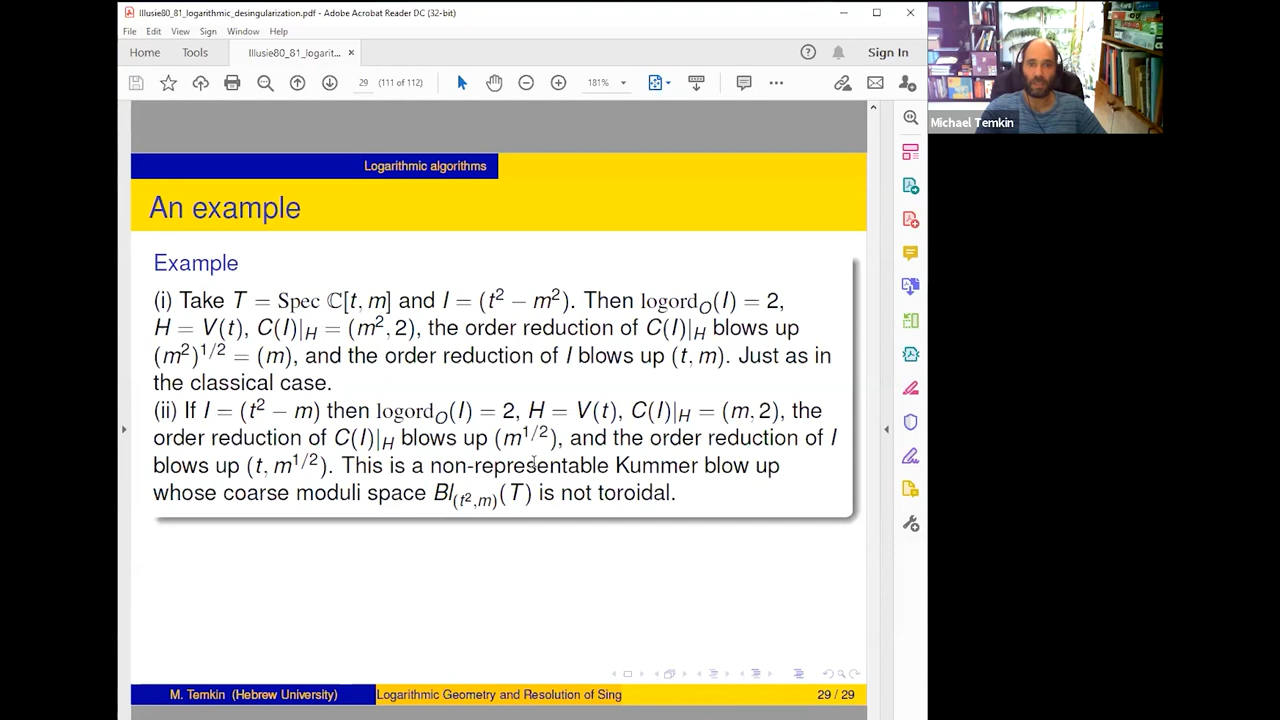 Illusie80_81_logarithmic_desingularization.pdf - Adobe Acrobat Reader DC (32-bit)
File Edit View Sign Window Help
Home Tools Illusie80_81_logarit... × Sign In
29 (111 of 112) 181%
Michael Temkin
Logarithmic algorithms
An example
Example
(i) Take T = Spec ℂ[t, m] and I = (t² − m²). Then logord_O(I) = 2,
H = V(t), C(I)|_H = (m², 2), the order reduction of C(I)|_H blows up
(m²)^{1/2} = (m), and the order reduction of I blows up (t, m). Just as in
the classical case.
(ii) If I = (t² − m) then logord_O(I) = 2, H = V(t), C(I)|_H = (m, 2), the
order reduction of C(I)|_H blows up (m^{1/2}), and the order reduction of I
blows up (t, m^{1/2}). This is a non-representable Kummer blow up
whose coarse moduli space Bl_{(t²,m)}(T) is not toroidal.
M. Temkin (Hebrew University) Logarithmic Geometry and Resolution of Sing 29 / 29